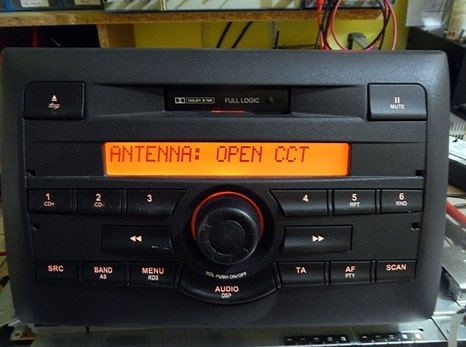 DOLBY B NR FULL LOGIC
MUTE
ANTENNA: OPEN CCT
1 2 3 4 5 6
CD+ CD- RPT RND
SRC BAND MENU TA AF SCAN
AS RDS PTY
VOL PUSH ON/OFF
AUDIO
DSP